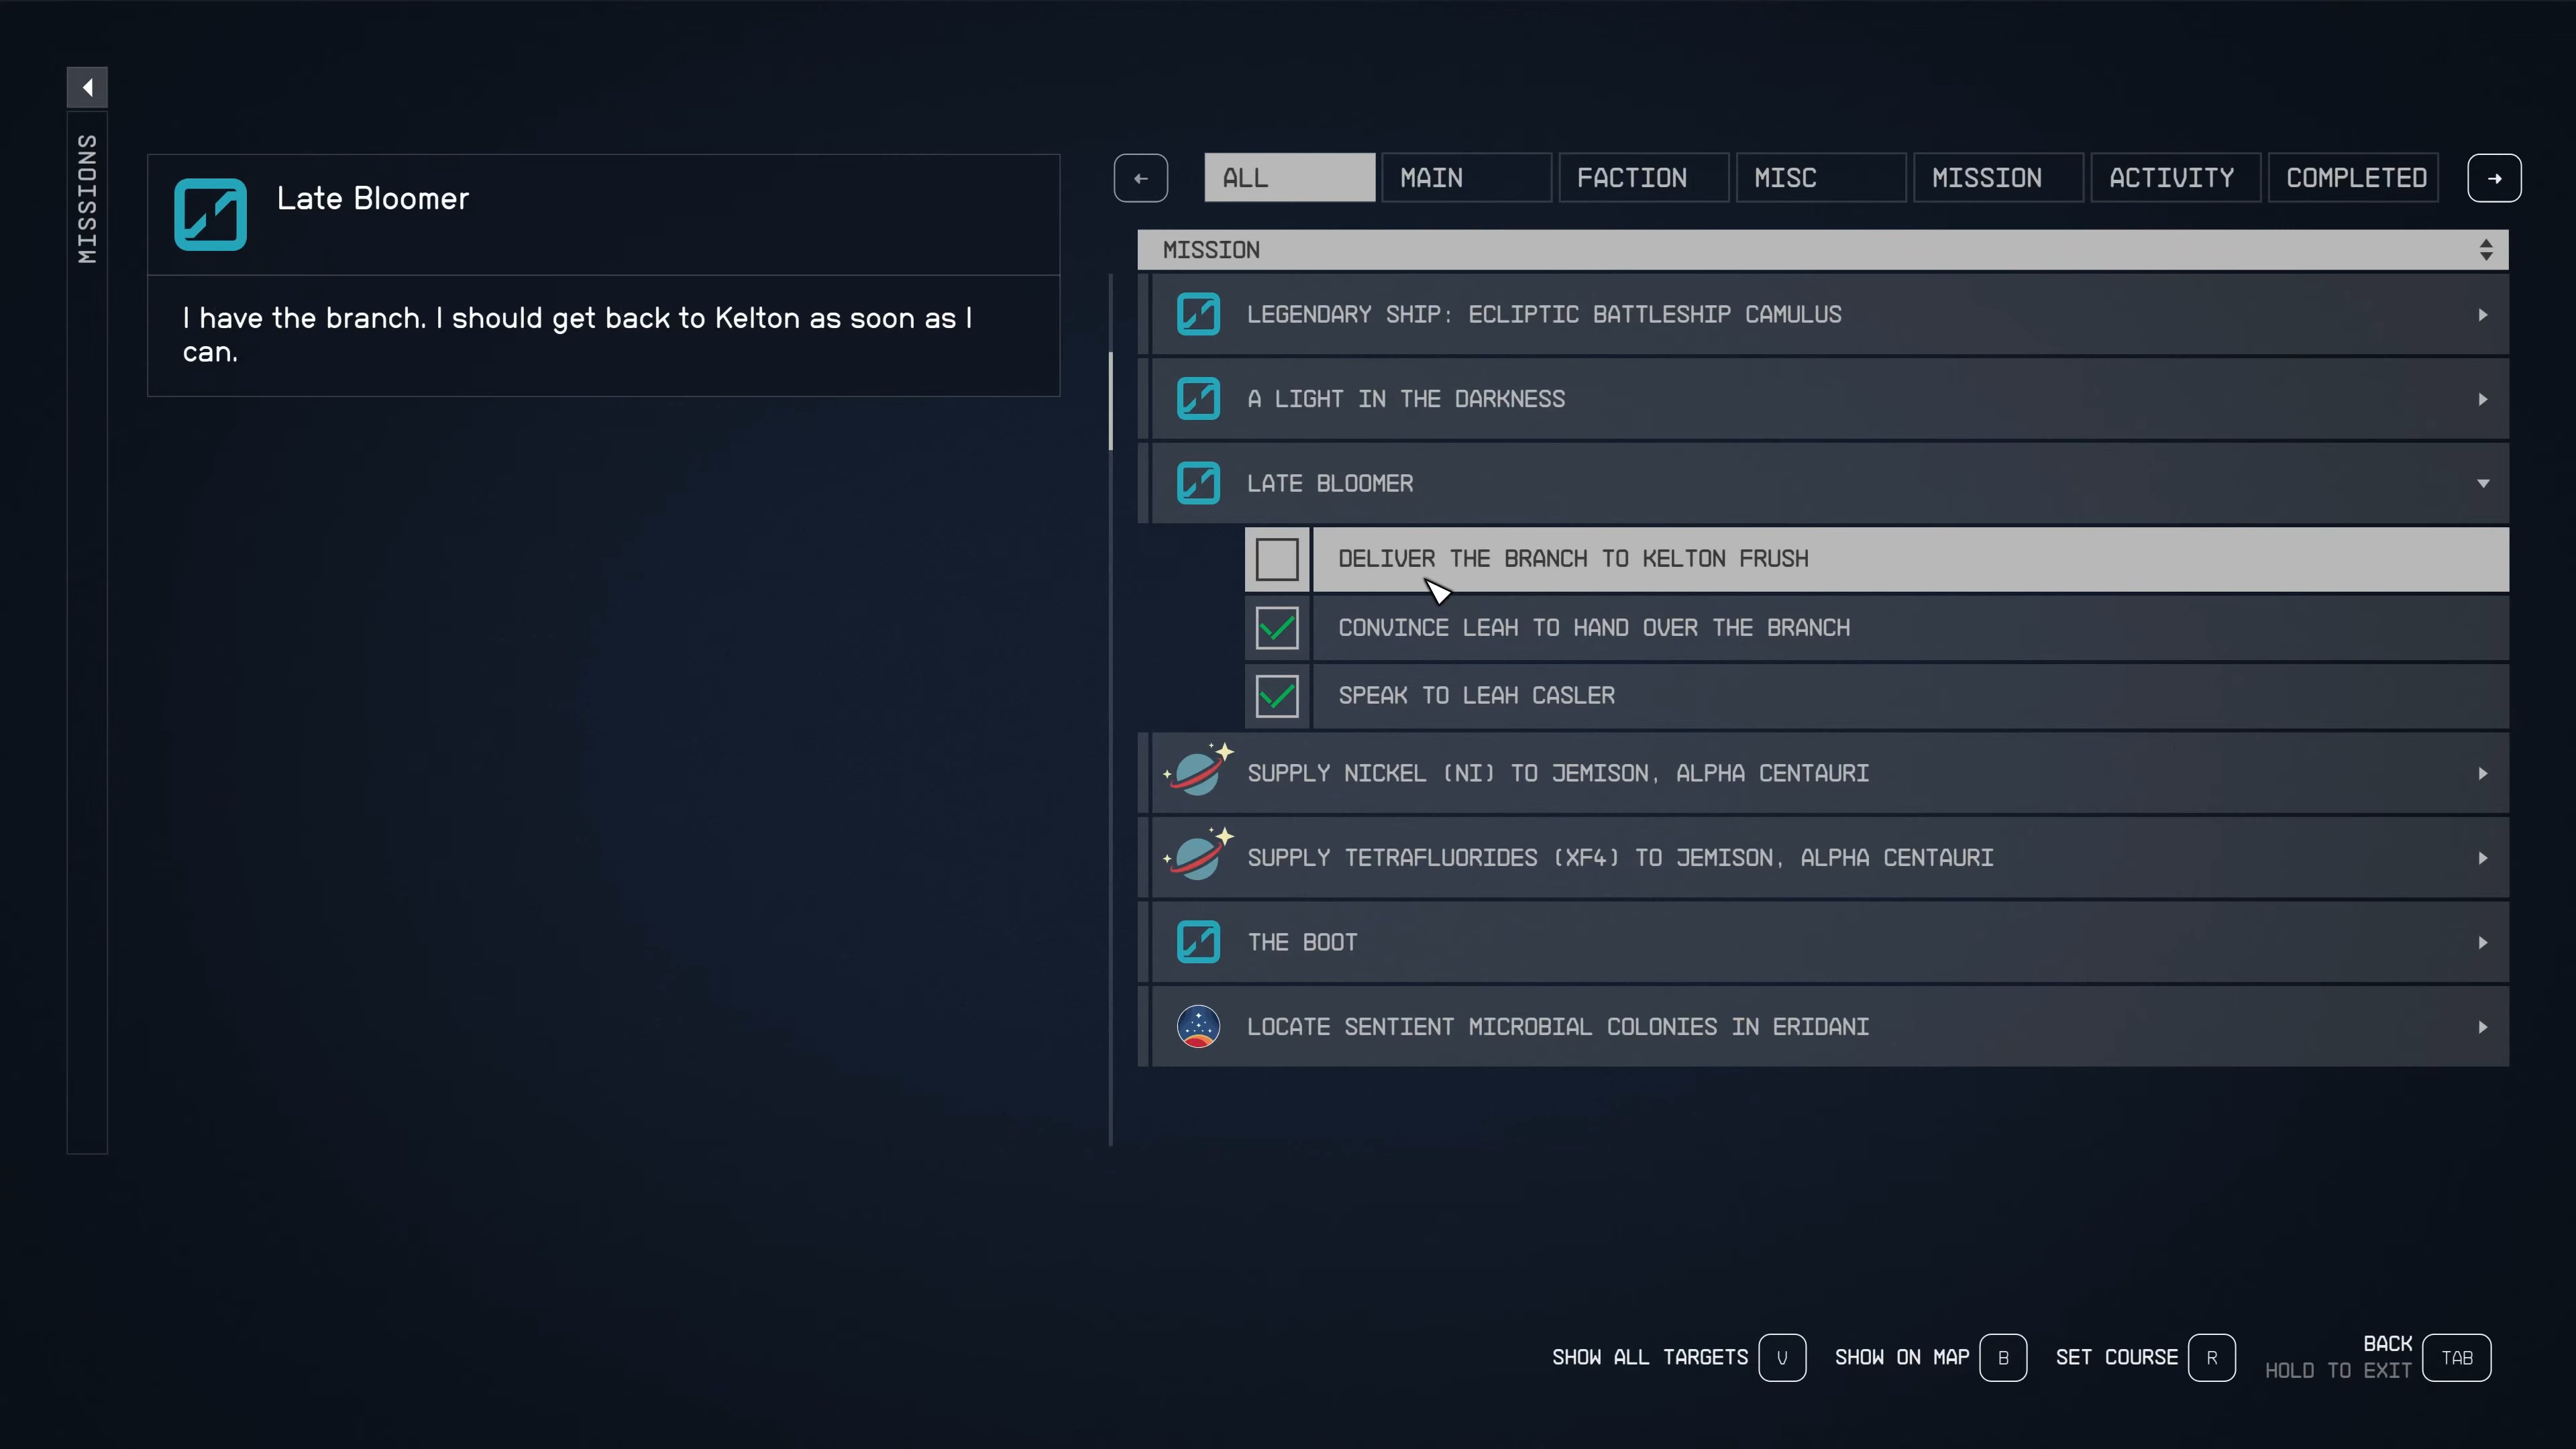 MISSIONS
Late Bloomer
I have the branch. I should get back to Kelton as soon as I
can.
ALL
MAIN
FACTION
MISC
MISSION
ACTIVITY
COMPLETED
MISSION
LEGENDARY SHIP: ECLIPTIC BATTLESHIP CAMULUS
A LIGHT IN THE DARKNESS
LATE BLOOMER
DELIVER THE BRANCH TO KELTON FRUSH
CONVINCE LEAH TO HAND OVER THE BRANCH
SPEAK TO LEAH CASLER
SUPPLY NICKEL (NI) TO JEMISON, ALPHA CENTAURI
SUPPLY TETRAFLUORIDES (XF4) TO JEMISON, ALPHA CENTAURI
THE BOOT
LOCATE SENTIENT MICROBIAL COLONIES IN ERIDANI
SHOW ALL TARGETS V
SHOW ON MAP B
SET COURSE R
BACK
HOLD TO EXIT
TAB